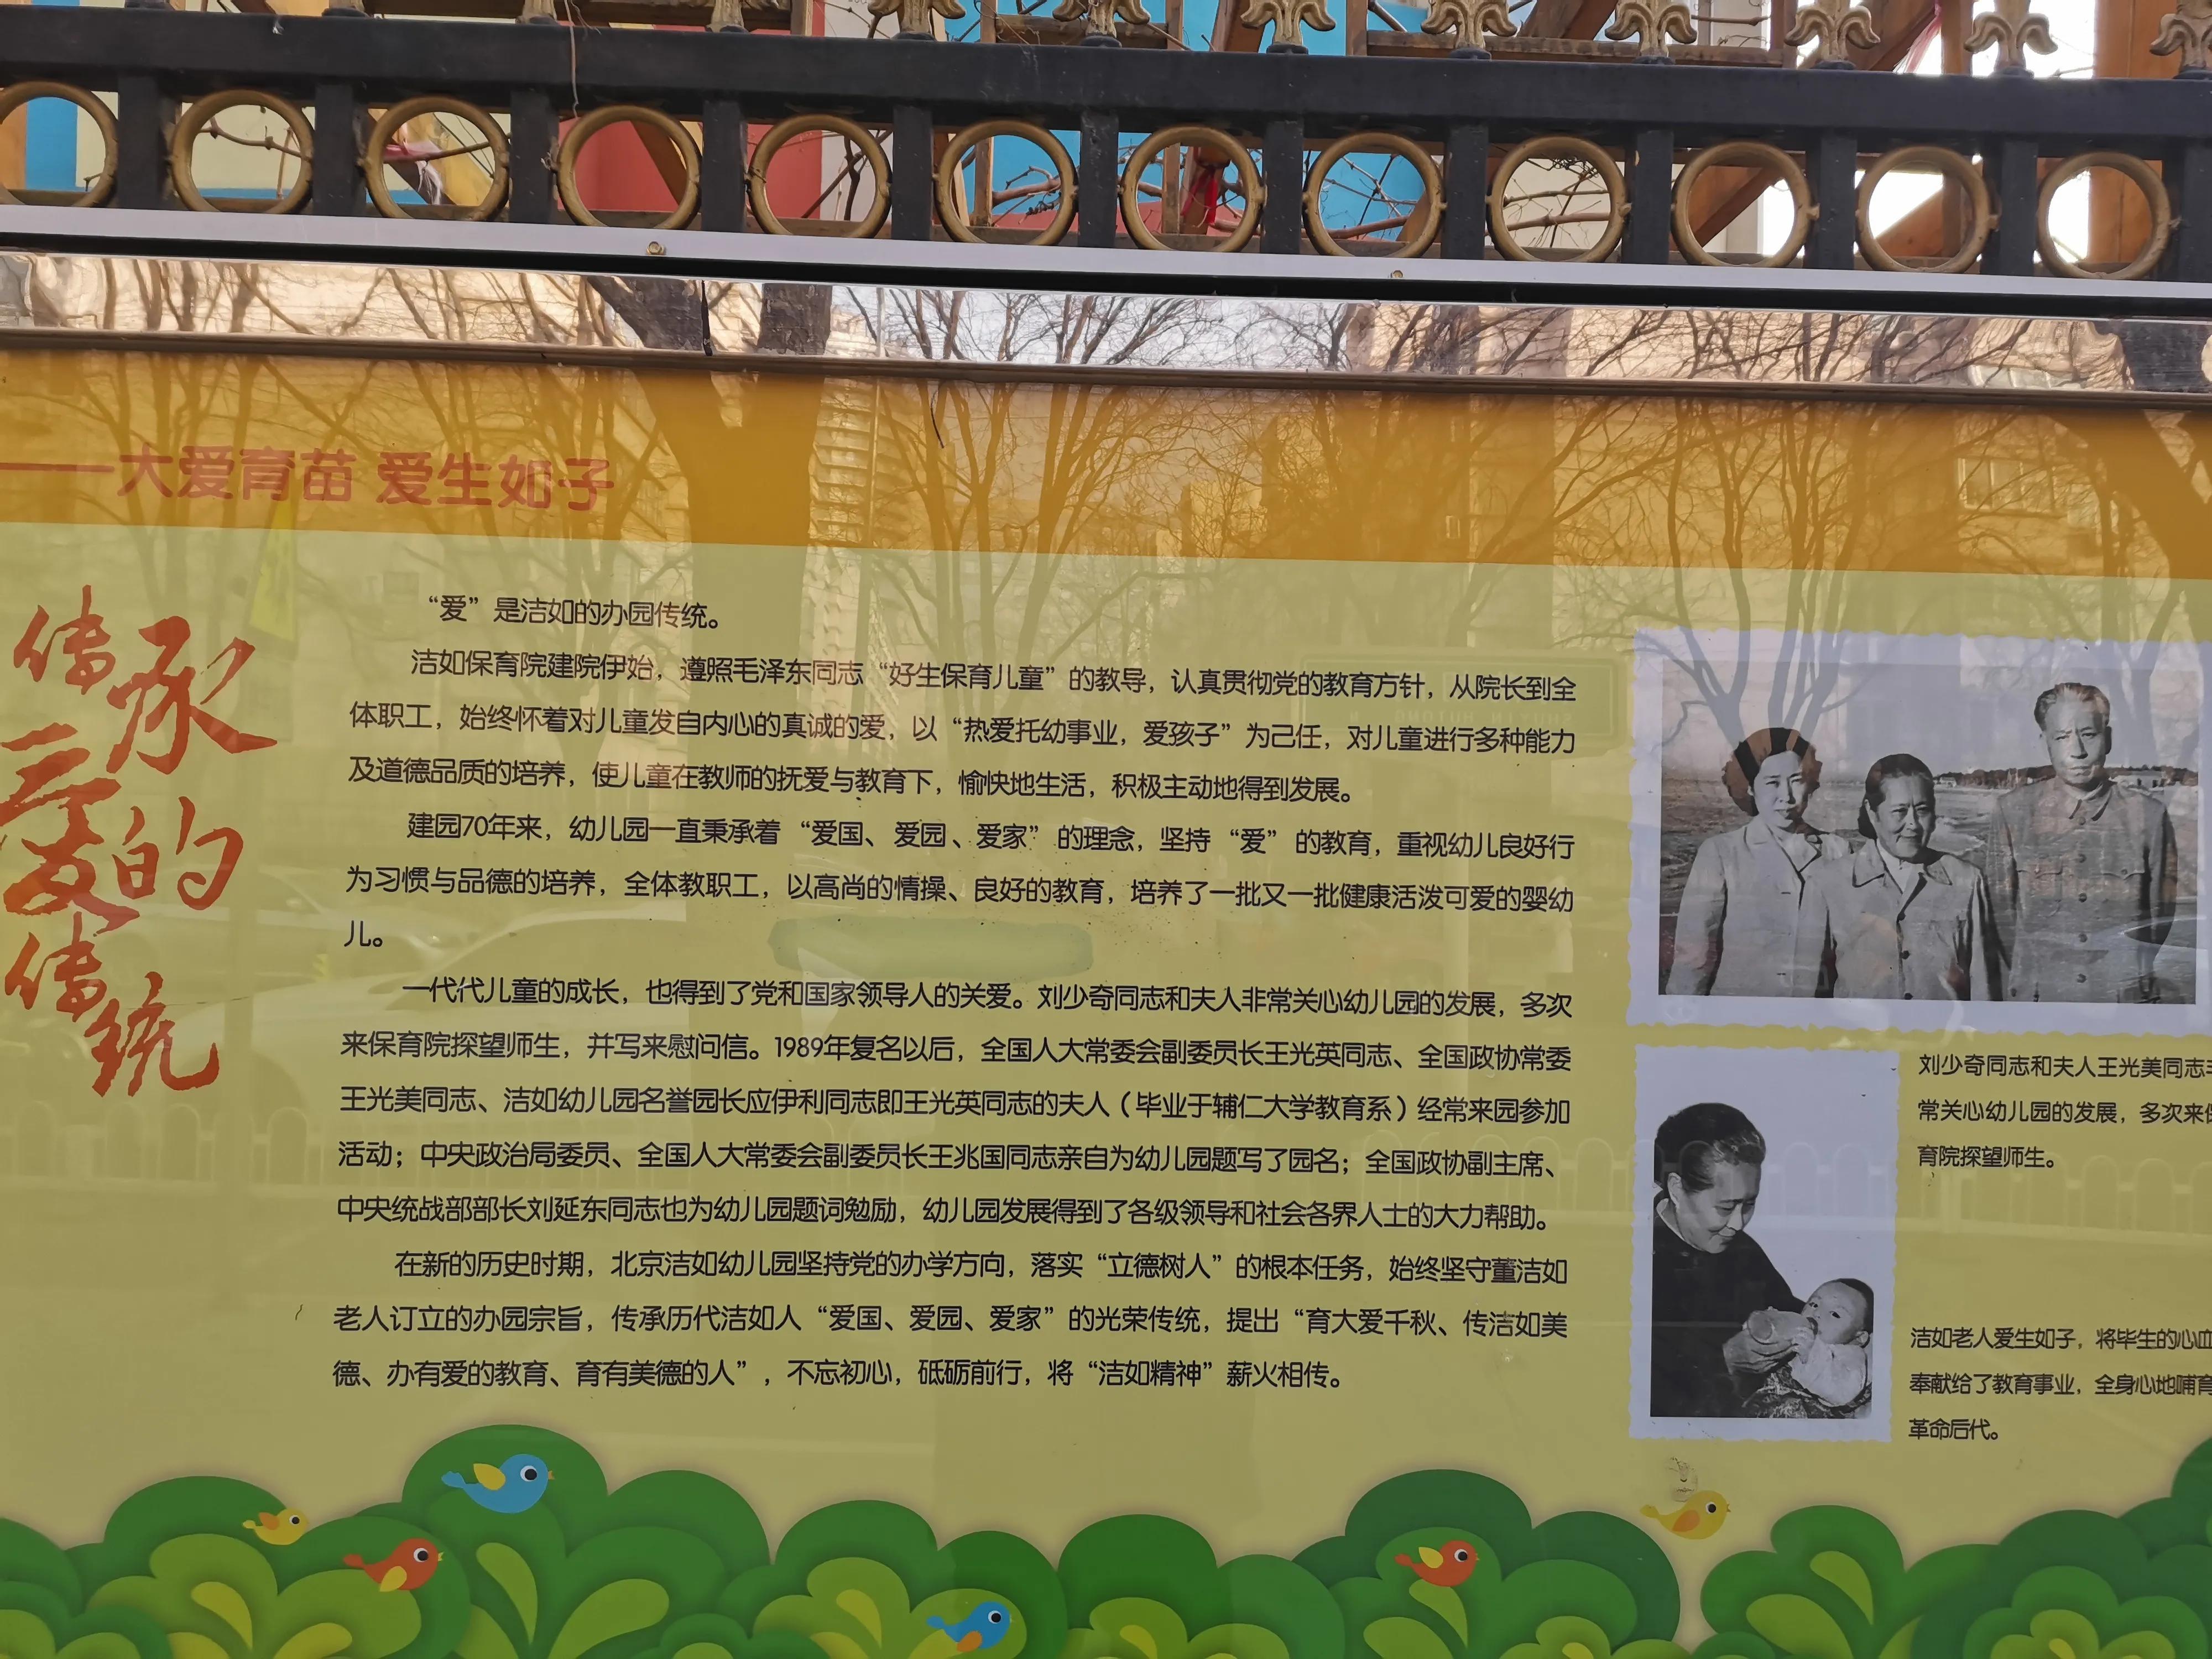 ——大爱育苗 爱生如子
传承
爱的
传统
“爱”是洁如的办园传统。
洁如保育院建院伊始，遵照毛泽东同志“好生保育儿童”的教导，认真贯彻党的教育方针，从院长到全
体职工，始终怀着对儿童发自内心的真诚的爱，以“热爱托幼事业，爱孩子”为己任，对儿童进行多种能力
及道德品质的培养，使儿童在教师的抚爱与教育下，愉快地生活，积极主动地得到发展。
建园70年来，幼儿园一直秉承着“爱国、爱园、爱家”的理念，坚持“爱”的教育，重视幼儿良好行
为习惯与品德的培养，全体教职工，以高尚的情操、良好的教育，培养了一批又一批健康活泼可爱的婴幼
儿。
一代代儿童的成长，也得到了党和国家领导人的关爱。刘少奇同志和夫人非常关心幼儿园的发展，多次
来保育院探望师生，并写来慰问信。1989年复名以后，全国人大常委会副委员长王光英同志、全国政协常委
王光美同志、洁如幼儿园名誉园长应伊利同志即王光英同志的夫人（毕业于辅仁大学教育系）经常来园参加
活动；中央政治局委员、全国人大常委会副委员长王兆国同志亲自为幼儿园题写了园名；全国政协副主席、
中央统战部部长刘延东同志也为幼儿园题词勉励，幼儿园发展得到了各级领导和社会各界人士的大力帮助。
在新的历史时期，北京洁如幼儿园坚持党的办学方向，落实“立德树人”的根本任务，始终坚守董洁如
老人订立的办园宗旨，传承历代洁如人“爱国、爱园、爱家”的光荣传统，提出“育大爱千秋、传洁如美
德、办有爱的教育、育有美德的人”，不忘初心，砥砺前行，将“洁如精神”薪火相传。
刘少奇同志和夫人王光美同志非
常关心幼儿园的发展，多次来保
育院探望师生。
洁如老人爱生如子，将毕生的心血
奉献给了教育事业，全身心地哺育
革命后代。